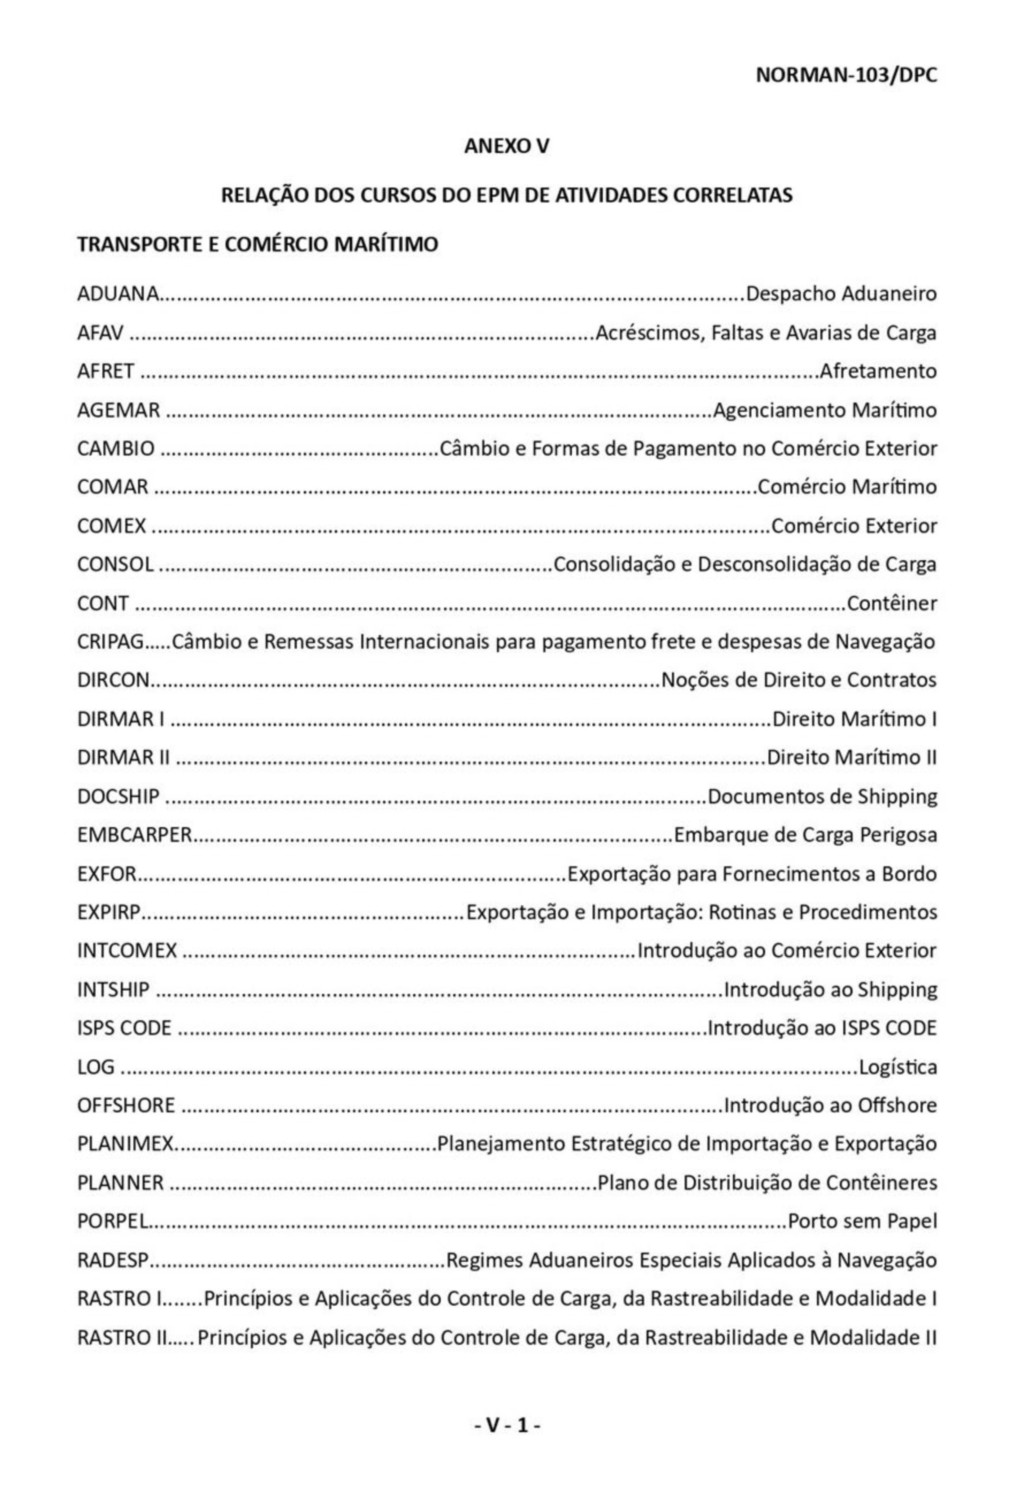 NORMAN-103/DPC
ANEXO V
RELAÇÃO DOS CURSOS DO EPM DE ATIVIDADES CORRELATAS
TRANSPORTE E COMÉRCIO MARÍTIMO
ADUANA.......................................................................................................Despacho Aduaneiro
AFAV .................................................................................Acréscimos, Faltas e Avarias de Carga
AFRET .......................................................................................................................Afretamento
AGEMAR ................................................................................................Agenciamento Marítimo
CAMBIO .................................................Câmbio e Formas de Pagamento no Comércio Exterior
COMAR ..........................................................................................................Comércio Marítimo
COMEX .............................................................................................................Comércio Exterior
CONSOL .....................................................................Consolidação e Desconsolidação de Carga
CONT .............................................................................................................................Contêiner
CRIPAG.....Câmbio e Remessas Internacionais para pagamento frete e despesas de Navegação
DIRCON.........................................................................................Noções de Direito e Contratos
DIRMAR I ..........................................................................................................Direito Marítimo I
DIRMAR II ........................................................................................................Direito Marítimo II
DOCSHIP ...............................................................................................Documentos de Shipping
EMBCARPER....................................................................................Embarque de Carga Perigosa
EXFOR...........................................................................Exportação para Fornecimentos a Bordo
EXPIRP.........................................................Exportação e Importação: Rotinas e Procedimentos
INTCOMEX ...............................................................................Introdução ao Comércio Exterior
INTSHIP ...................................................................................................Introdução ao Shipping
ISPS CODE .............................................................................................Introdução ao ISPS CODE
LOG ..................................................................................................................................Logística
OFFSHORE ...............................................................................................Introdução ao Offshore
PLANIMEX..............................................Planejamento Estratégico de Importação e Exportação
PLANNER ...........................................................................Plano de Distribuição de Contêineres
PORPEL................................................................................................................Porto sem Papel
RADESP....................................................Regimes Aduaneiros Especiais Aplicados à Navegação
RASTRO I.......Princípios e Aplicações do Controle de Carga, da Rastreabilidade e Modalidade I
RASTRO II.....Princípios e Aplicações do Controle de Carga, da Rastreabilidade e Modalidade II
- V - 1 -